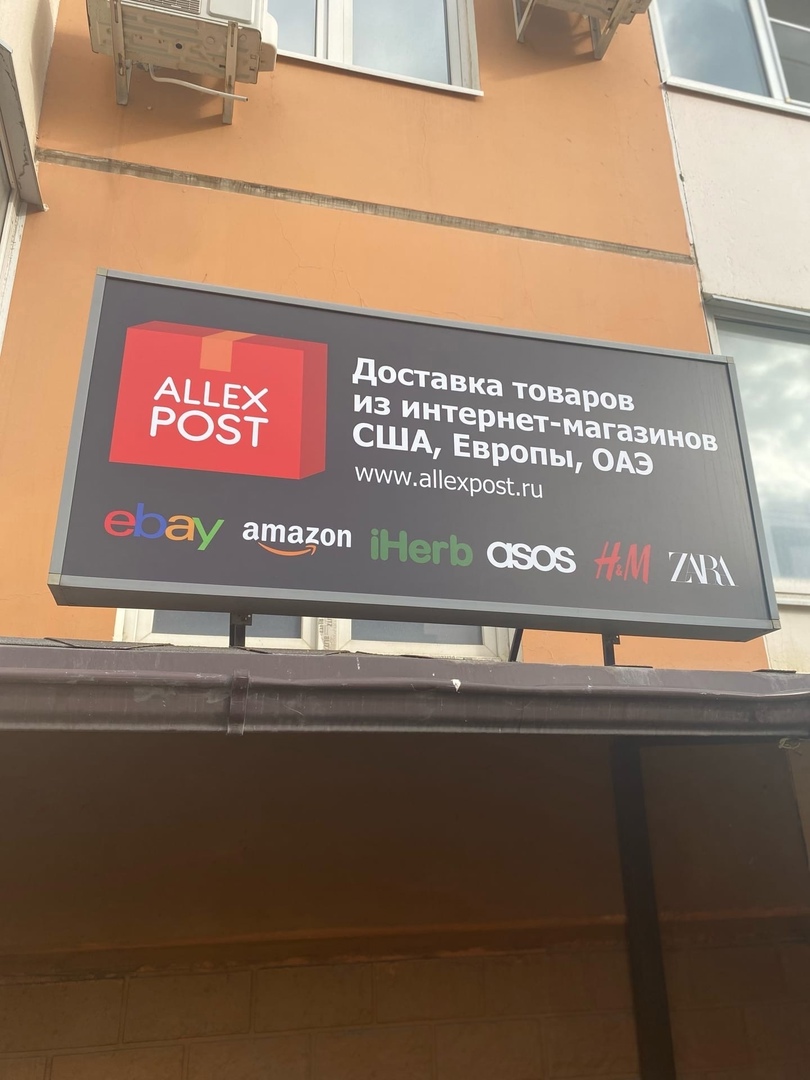 ALLEX
POST
Доставка товаров
из интернет-магазинов
США, Европы, ОАЭ
www.allexpost.ru
ebay amazon iHerb asos H&M ZARA